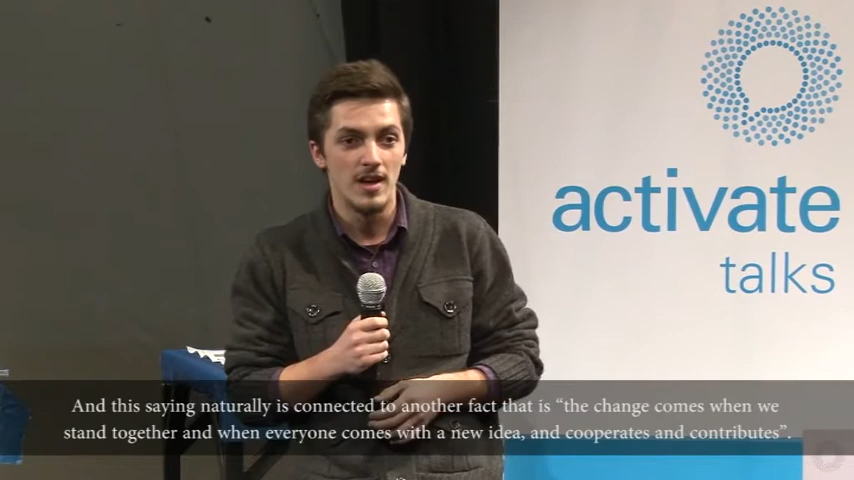 activate
talks
And this saying naturally is connected to another fact that is “the change comes when we
stand together and when everyone comes with a new idea, and cooperates and contributes”.